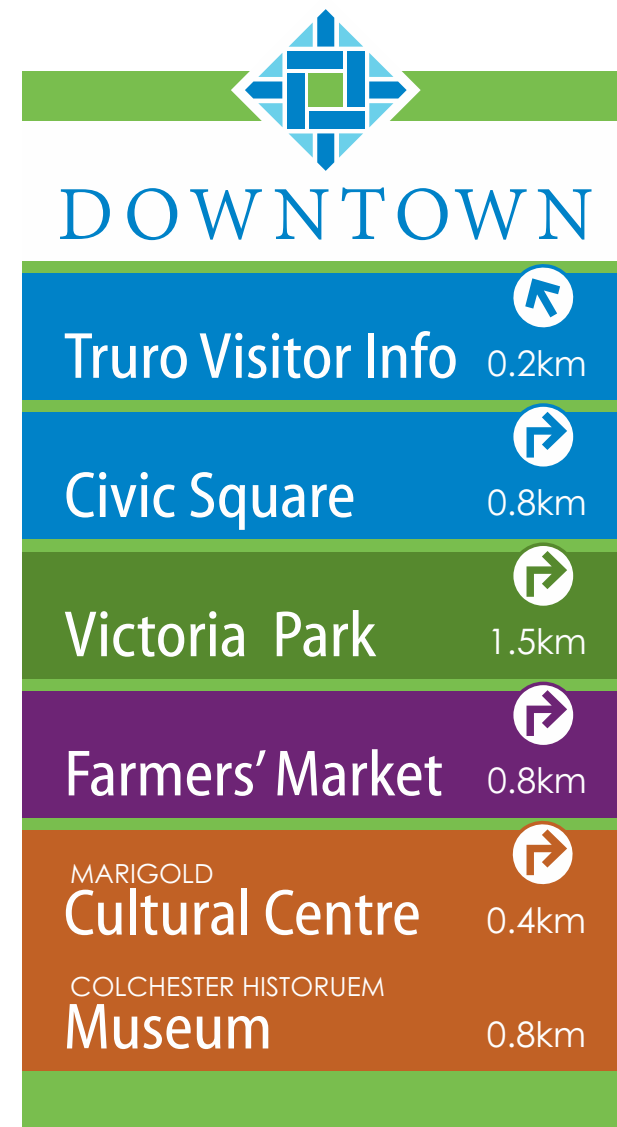 DOWNTOWN
Truro Visitor Info 0.2km
Civic Square 0.8km
Victoria Park 1.5km
Farmers' Market 0.8km
MARIGOLD
Cultural Centre 0.4km
COLCHESTER HISTORUEM
Museum 0.8km